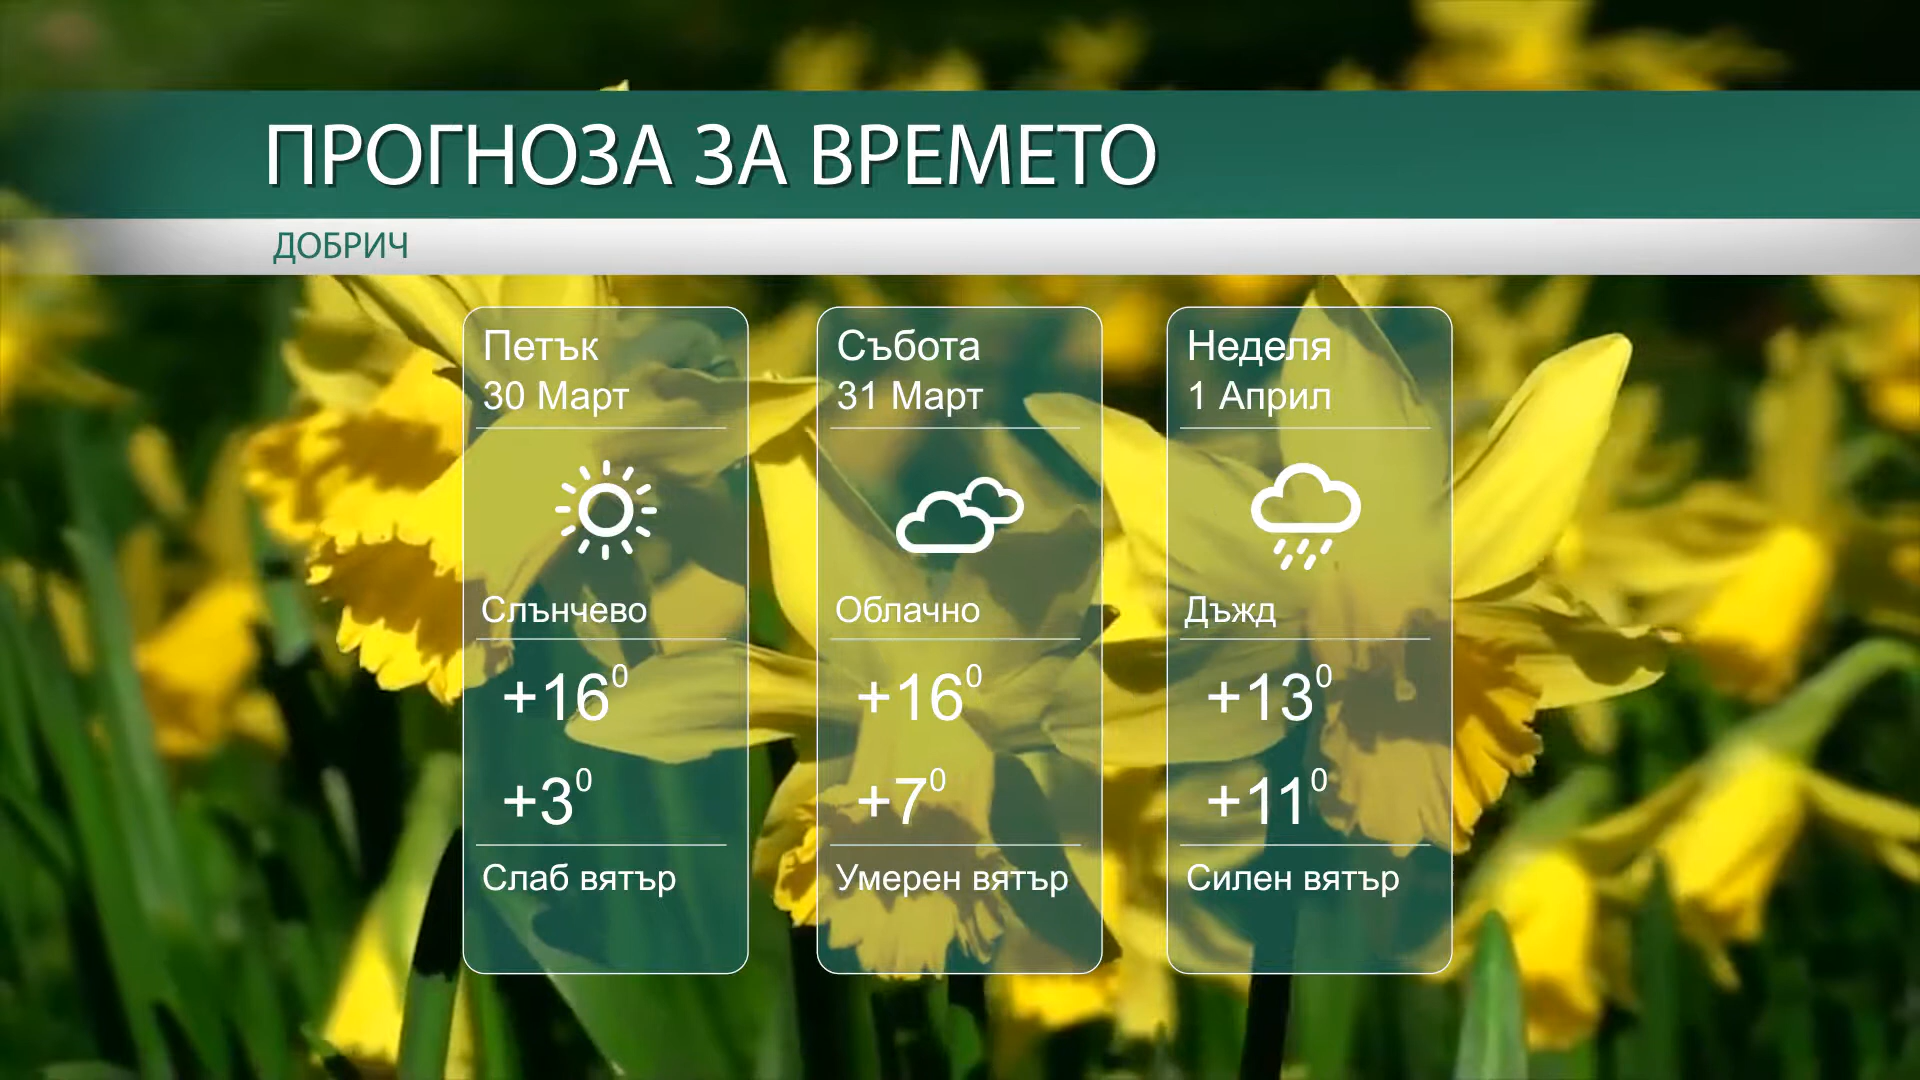 ПРОГНОЗА ЗА ВРЕМЕТО
ДОБРИЧ
Петък
30 Март
Слънчево
+16⁰
+3⁰
Слаб вятър
Събота
31 Март
Облачно
+16⁰
+7⁰
Умерен вятър
Неделя
1 Април
Дъжд
+13⁰
+11⁰
Силен вятър